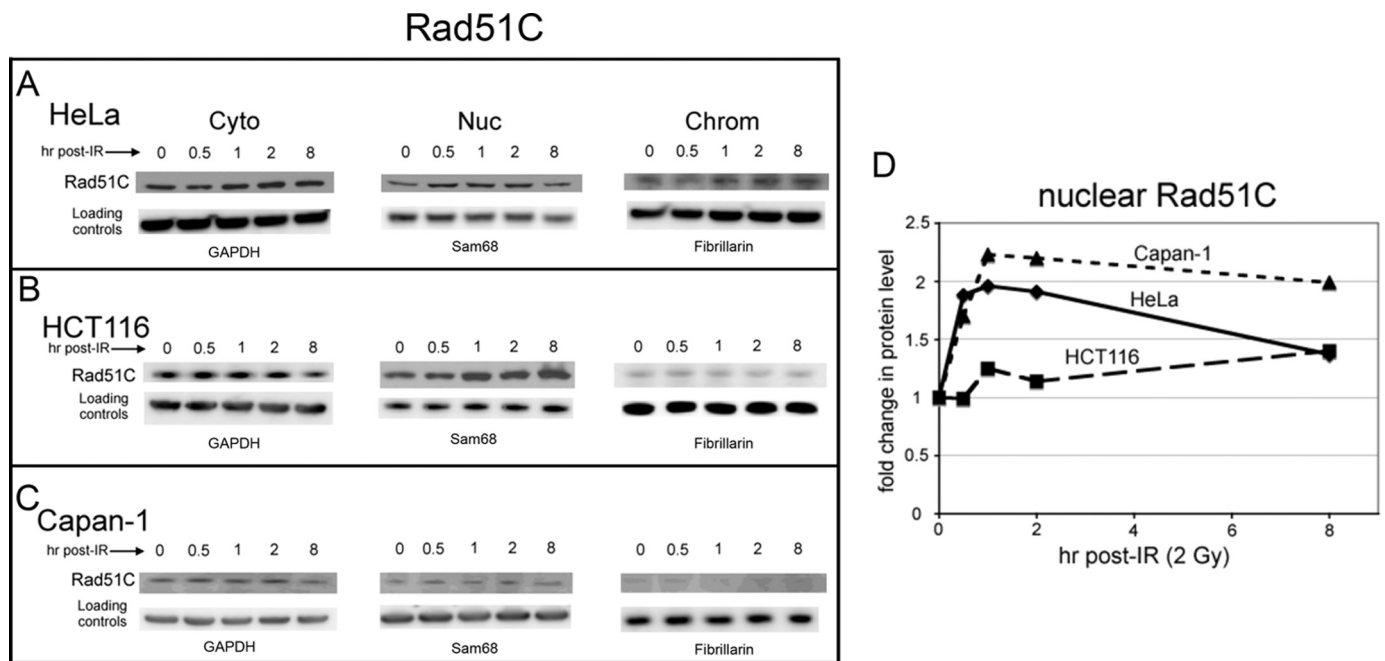 Rad51C
A
HeLa
Cyto Nuc Chrom
hr post-IR 0 0.5 1 2 8 0 0.5 1 2 8 0 0.5 1 2 8
Rad51C
Loading
controls
GAPDH Sam68 Fibrillarin
B
HCT116
hr post-IR 0 0.5 1 2 8 0 0.5 1 2 8 0 0.5 1 2 8
Rad51C
Loading
controls
GAPDH Sam68 Fibrillarin
C
Capan-1
hr post-IR 0 0.5 1 2 8 0 0.5 1 2 8 0 0.5 1 2 8
Rad51C
Loading
controls
GAPDH Sam68 Fibrillarin
D
nuclear Rad51C
fold change in protein level
2.5
2
1.5
1
0.5
0
Capan-1
HeLa
HCT116
0 2 4 6 8
hr post-IR (2 Gy)